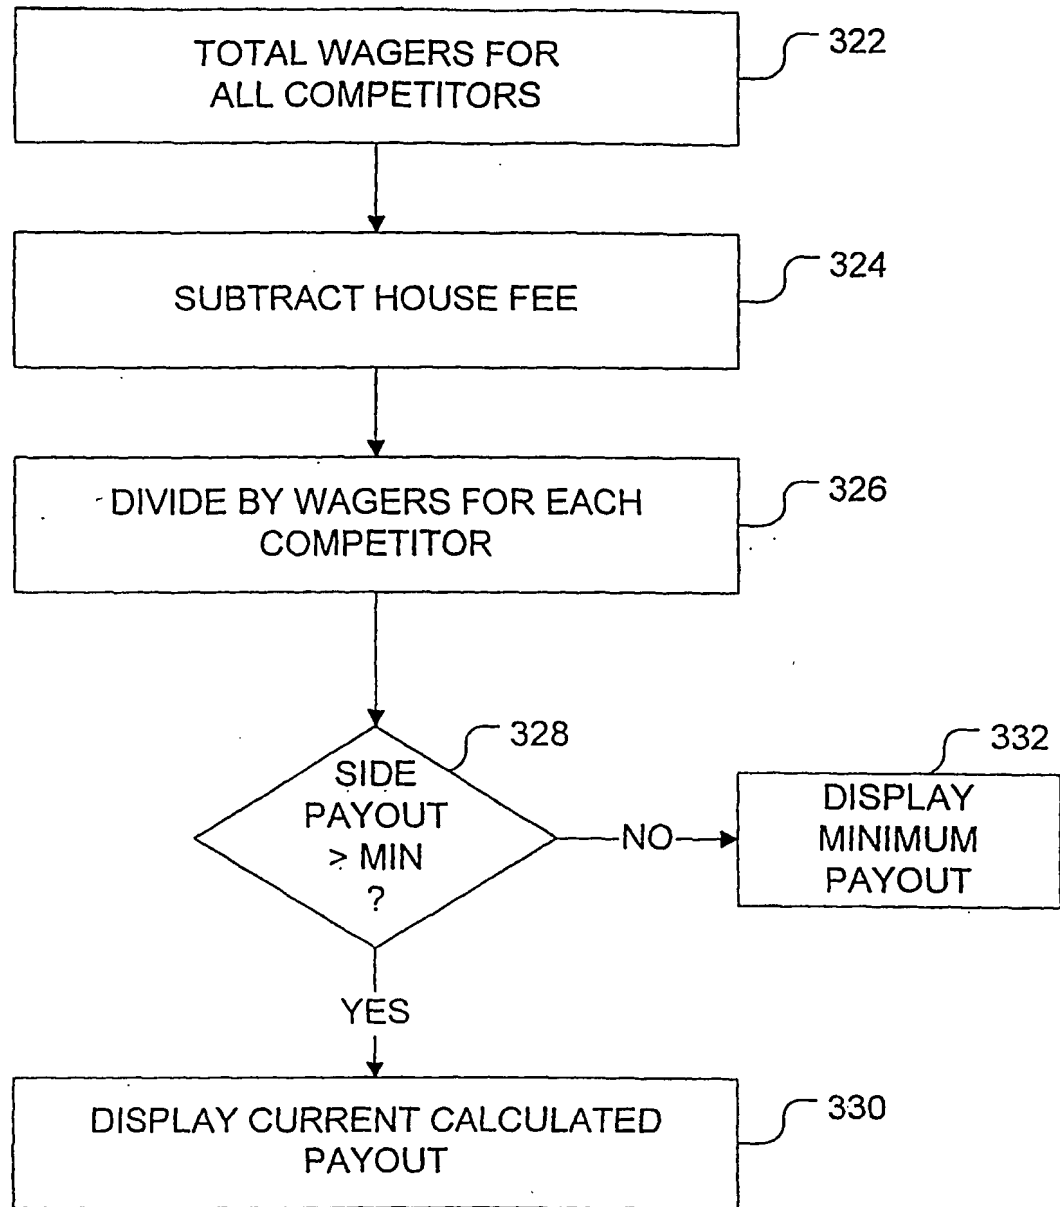 TOTAL WAGERS FOR
ALL COMPETITORS
322
SUBTRACT HOUSE FEE
324
DIVIDE BY WAGERS FOR EACH
COMPETITOR
326
SIDE
PAYOUT
> MIN
?
328
NO
DISPLAY
MINIMUM
PAYOUT
332
YES
DISPLAY CURRENT CALCULATED
PAYOUT
330